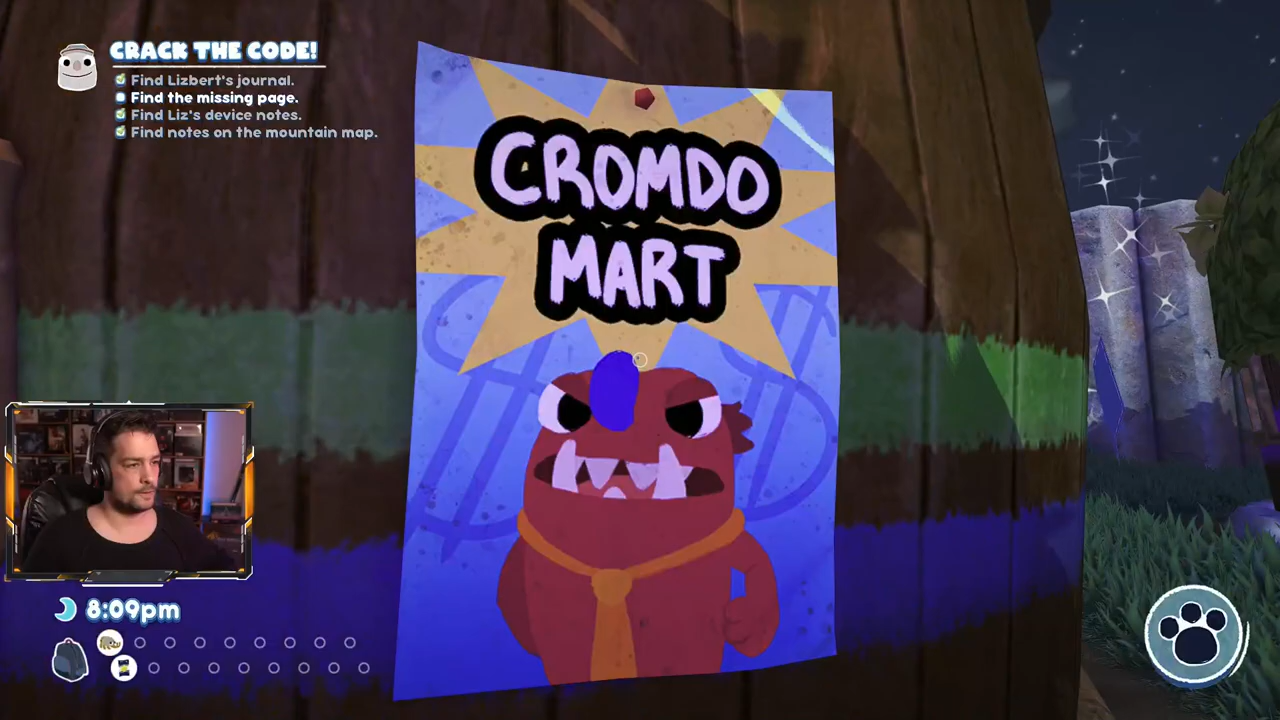 CRACK THE CODE!
Find Lizbert's journal.
Find the missing page.
Find Liz's device notes.
Find notes on the mountain map.
CROMDO
MART
8:09pm